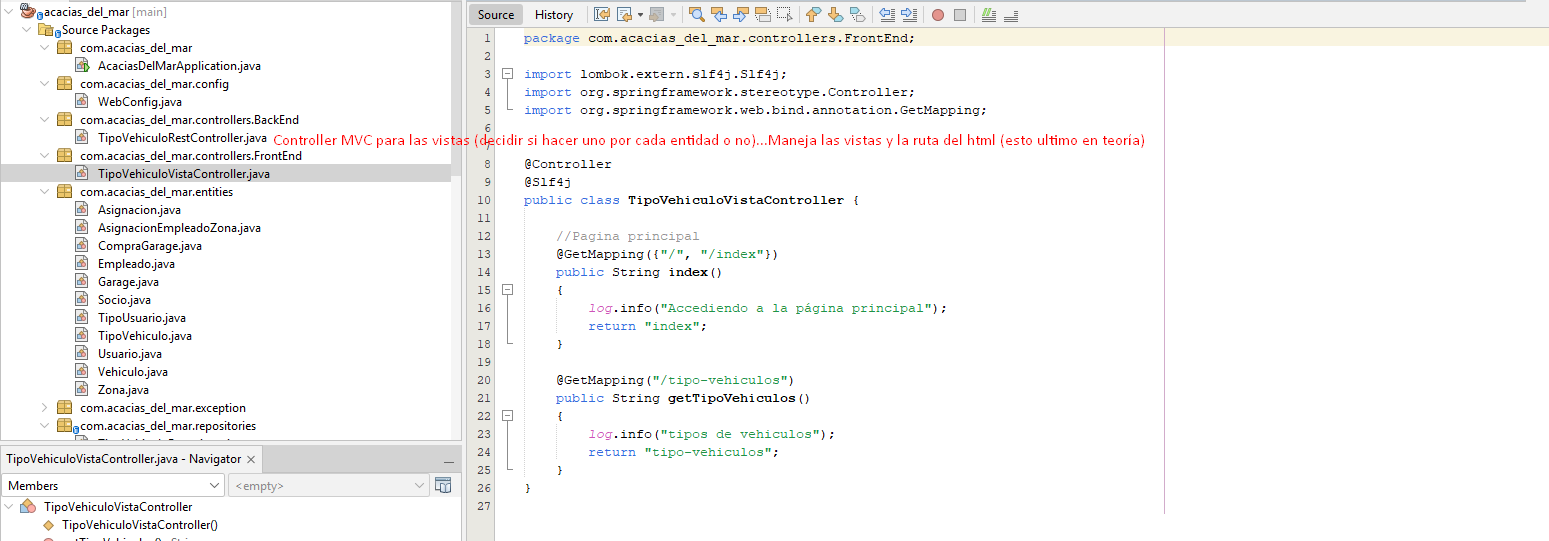 acacias_del_mar [main]
Source Packages
com.acacias_del_mar
AcaciasDelMarApplication.java
com.acacias_del_mar.config
WebConfig.java
com.acacias_del_mar.controllers.BackEnd
TipoVehiculoRestController.java
com.acacias_del_mar.controllers.FrontEnd
TipoVehiculoVistaController.java
com.acacias_del_mar.entities
Asignacion.java
AsignacionEmpleadoZona.java
CompraGarage.java
Empleado.java
Garage.java
Socio.java
TipoUsuario.java
TipoVehiculo.java
Usuario.java
Vehiculo.java
Zona.java
com.acacias_del_mar.exception
com.acacias_del_mar.repositories
TipoVehiculoVistaController.java - Navigator ×
Members
<empty>
TipoVehiculoVistaController
TipoVehiculoVistaController()
Source History
1 package com.acacias_del_mar.controllers.FrontEnd;
2
3 import lombok.extern.slf4j.Slf4j;
4 import org.springframework.stereotype.Controller;
5 import org.springframework.web.bind.annotation.GetMapping;
6
Controller MVC para las vistas (decidir si hacer uno por cada entidad o no)...Maneja las vistas y la ruta del html (esto ultimo en teoría)
8 @Controller
9 @Slf4j
10 public class TipoVehiculoVistaController {
11
12 //Pagina principal
13 @GetMapping({"/", "/index"})
14 public String index()
15 {
16 log.info("Accediendo a la página principal");
17 return "index";
18 }
19
20 @GetMapping("/tipo-vehiculos")
21 public String getTipoVehiculos()
22 {
23 log.info("tipos de vehiculos");
24 return "tipo-vehiculos";
25 }
26 }
27